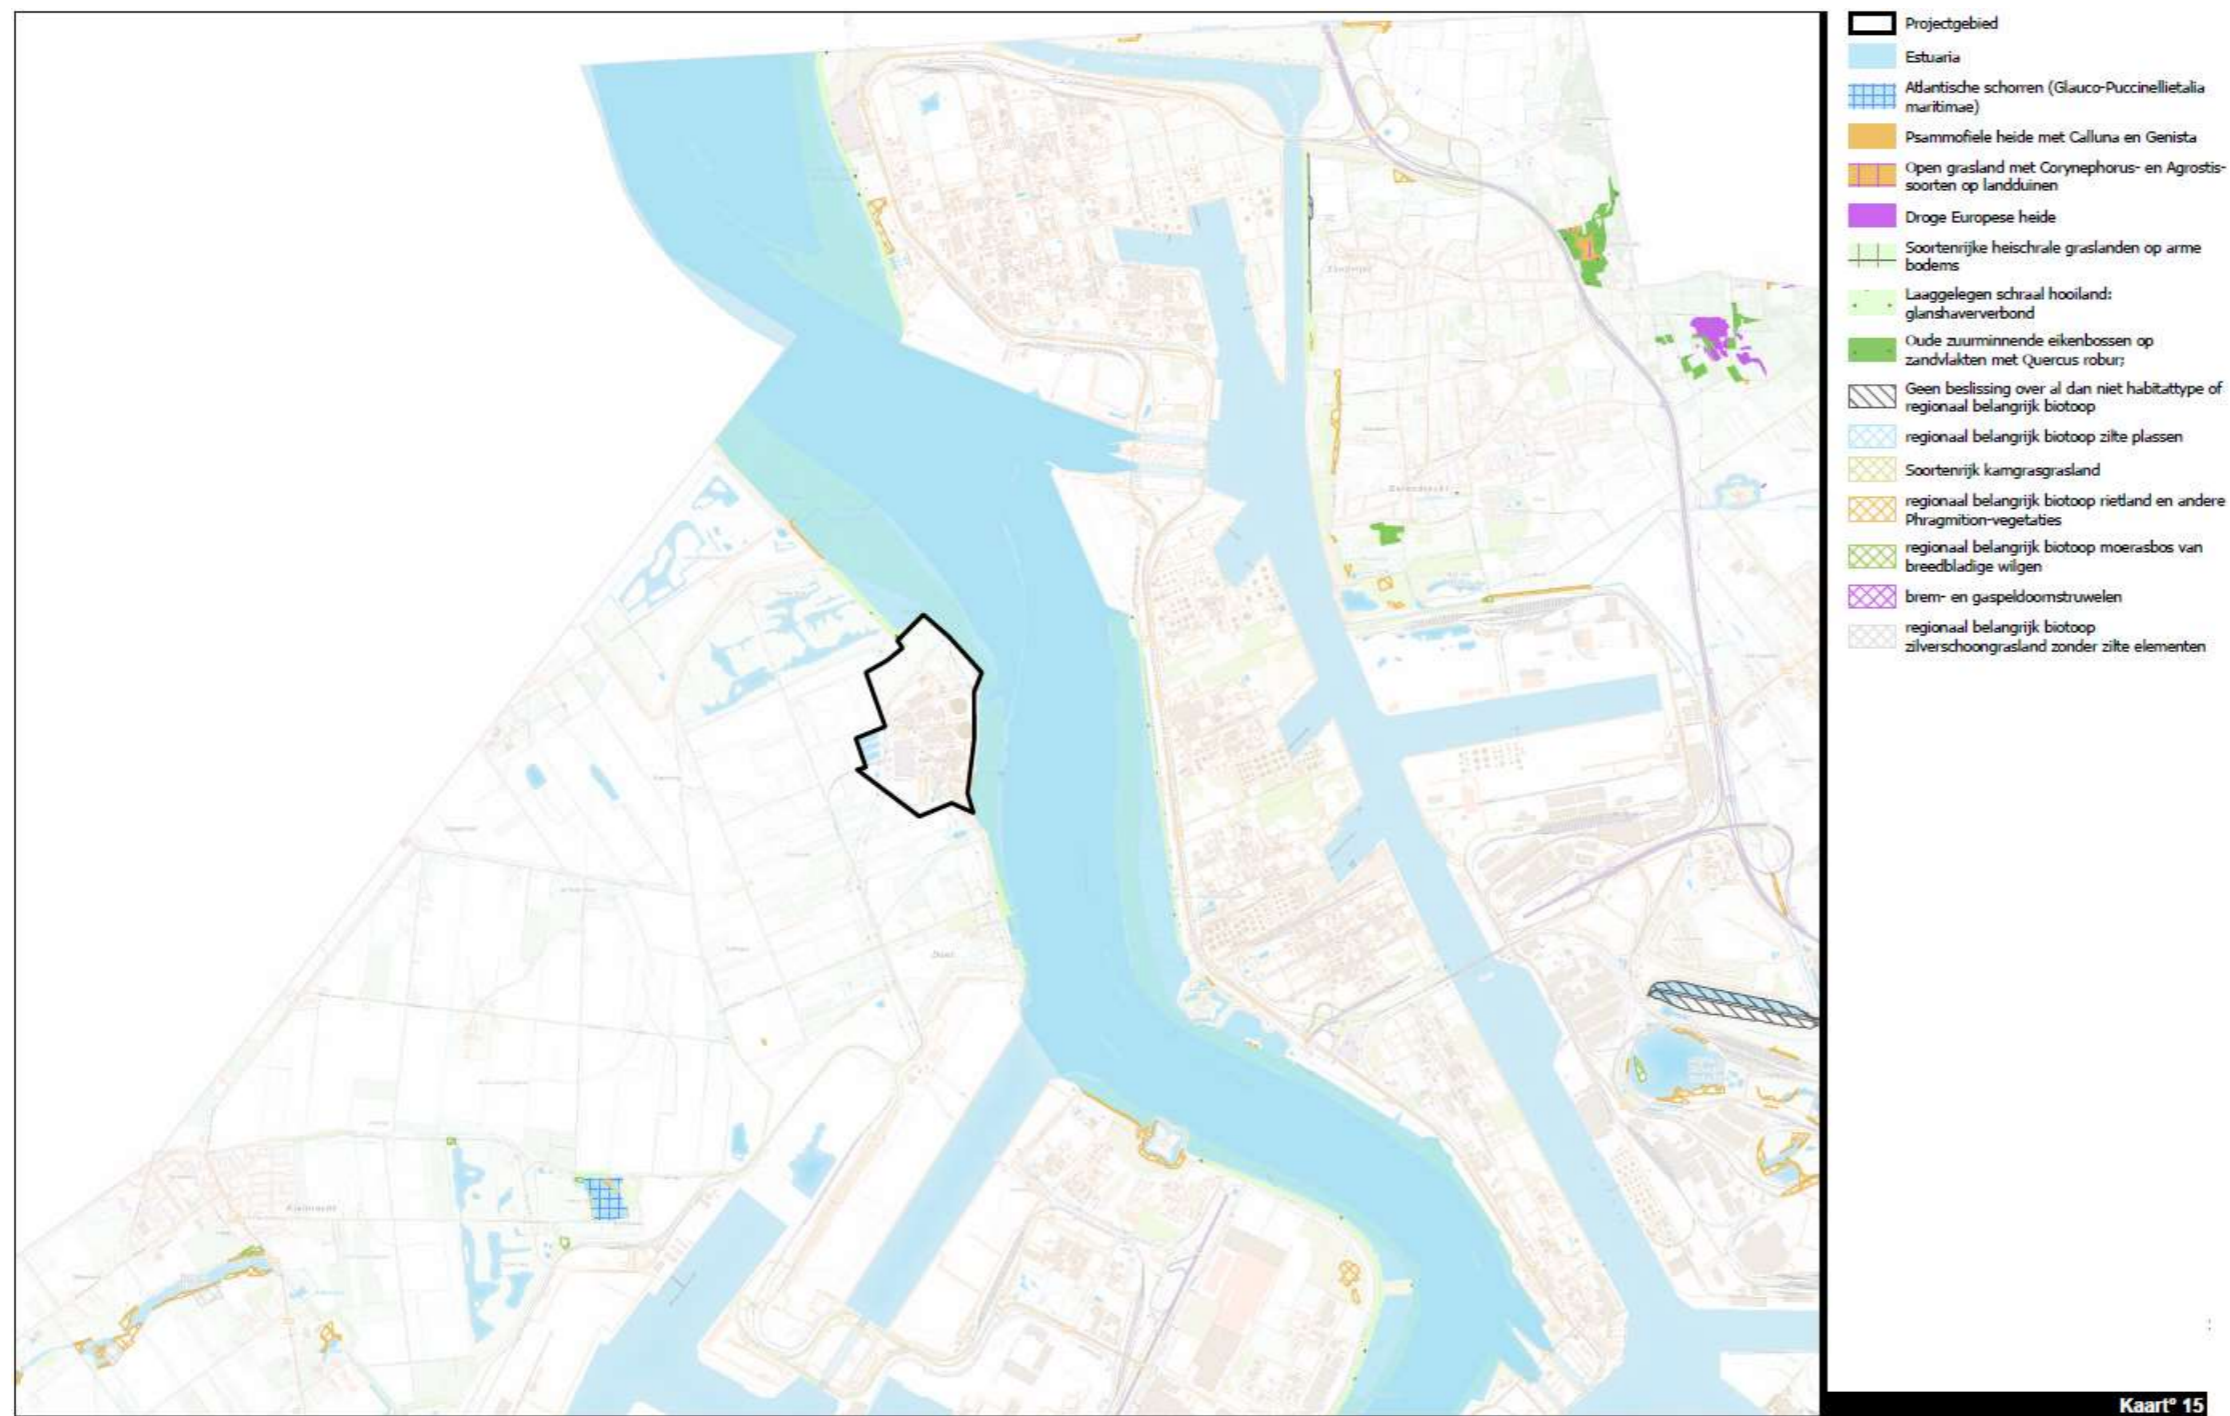 Projectgebied
Estuaria
Atlantische schorren (Glauco-Puccinellietalia
maritimae)
Psammofiele heide met Calluna en Genista
Open grasland met Corynephorus- en Agrostis-
soorten op landduinen
Droge Europese heide
Soortenrijke heischrale graslanden op arme
bodems
Laaggelegen schraal hooiland:
glanshaververbond
Oude zuurminnende eikenbossen op
zandvlakten met Quercus robur;
Geen beslissing over al dan niet habitattype of
regionaal belangrijk biotoop
regionaal belangrijk biotoop zilte plassen
Soortenrijk kamgrasgrasland
regionaal belangrijk biotoop rietland en andere
Phragmition-vegetaties
regionaal belangrijk biotoop moerasbos van
breedbladige wilgen
brem- en gaspeldoornstruwelen
regionaal belangrijk biotoop
zilverschoongrasland zonder zilte elementen
Zandvliet
Berendrecht
Doel
Kieldrecht
Kaart° 15